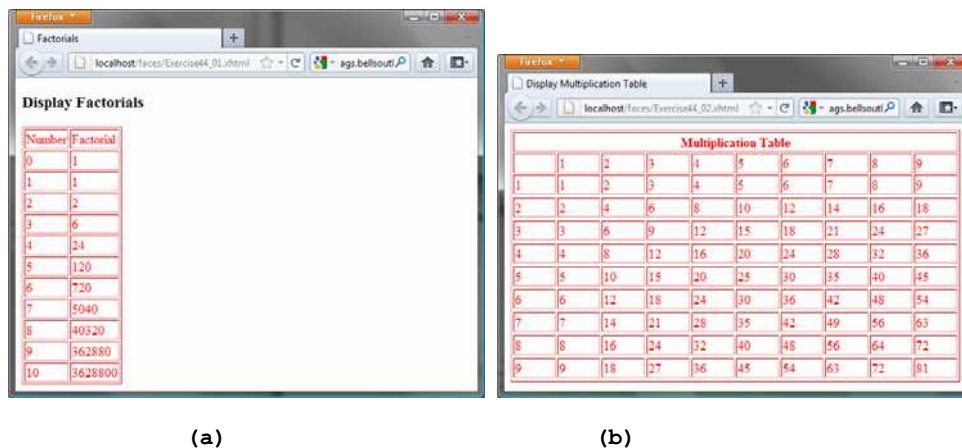 Firefox
Factorials
localhost/faces/Exercise44_01.xhtml
ags.bellsoutl
Display Factorials
Number Factorial
0 1
1 1
2 2
3 6
4 24
5 120
6 720
7 5040
8 40320
9 362880
10 3628800
(a)
Firefox
Display Multiplication Table
localhost/faces/Exercise44_02.xhtml
ags.bellsoutl
Multiplication Table
1 2 3 4 5 6 7 8 9
1 1 2 3 4 5 6 7 8 9
2 2 4 6 8 10 12 14 16 18
3 3 6 9 12 15 18 21 24 27
4 4 8 12 16 20 24 28 32 36
5 5 10 15 20 25 30 35 40 45
6 6 12 18 24 30 36 42 48 54
7 7 14 21 28 35 42 49 56 63
8 8 16 24 32 40 48 56 64 72
9 9 18 27 36 45 54 63 72 81
(b)